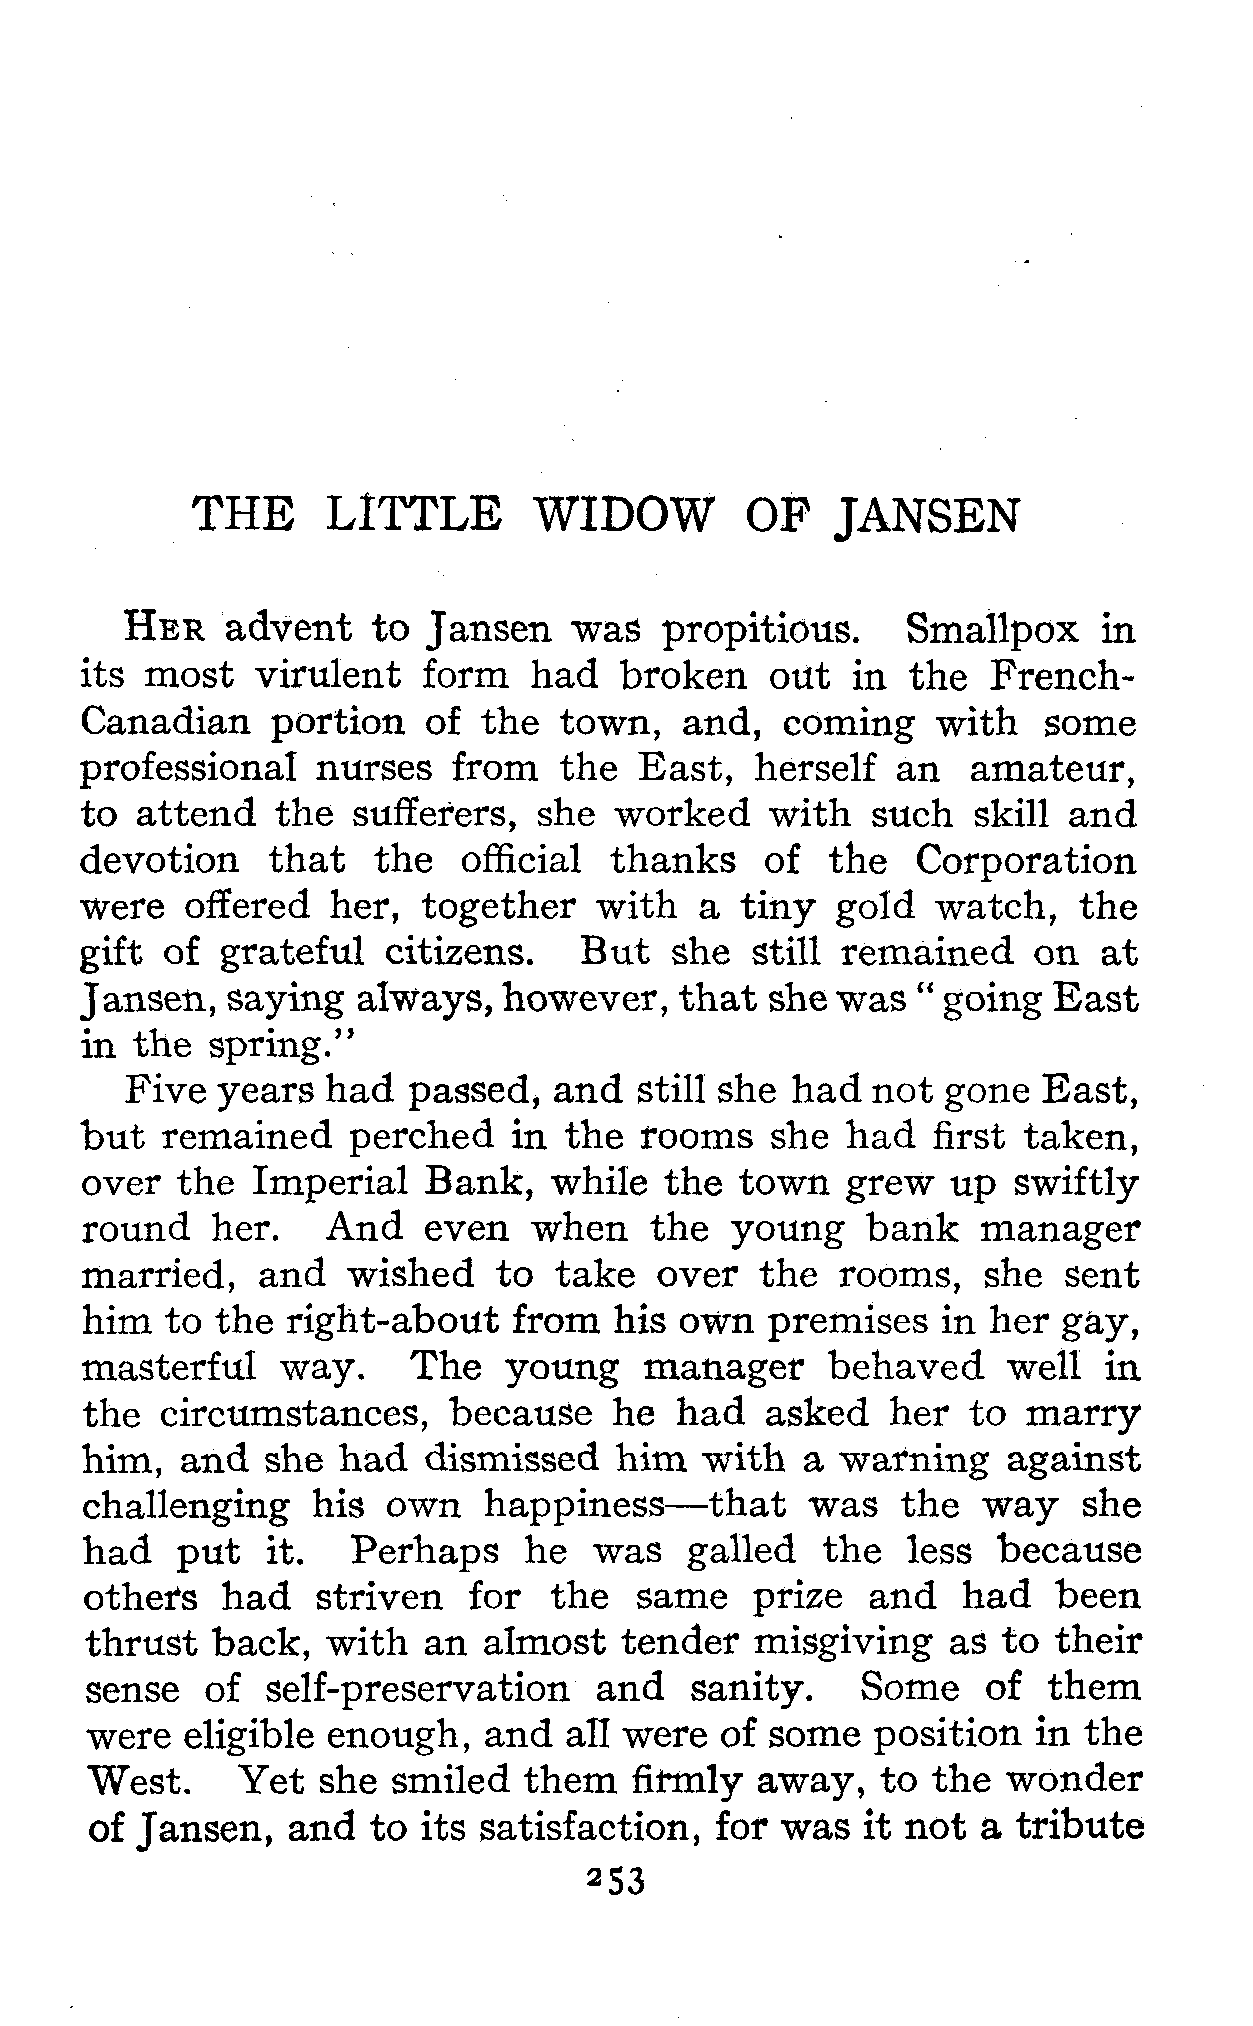 THE LITTLE WIDOW OF JANSEN
HER advent to Jansen was propitious. Smallpox in
its most virulent form had broken out in the French-
Canadian portion of the town, and, coming with some
professional nurses from the East, herself an amateur,
to attend the sufferers, she worked with such skill and
devotion that the official thanks of the Corporation
were offered her, together with a tiny gold watch, the
gift of grateful citizens. But she still remained on at
Jansen, saying always, however, that she was “ going East
in the spring.”
Five years had passed, and still she had not gone East,
but remained perched in the rooms she had first taken,
over the Imperial Bank, while the town grew up swiftly
round her. And even when the young bank manager
married, and wished to take over the rooms, she sent
him to the right-about from his own premises in her gay,
masterful way. The young manager behaved well in
the circumstances, because he had asked her to marry
him, and she had dismissed him with a warning against
challenging his own happiness—that was the way she
had put it. Perhaps he was galled the less because
others had striven for the same prize and had been
thrust back, with an almost tender misgiving as to their
sense of self-preservation and sanity. Some of them
were eligible enough, and all were of some position in the
West. Yet she smiled them firmly away, to the wonder
of Jansen, and to its satisfaction, for was it not a tribute
253